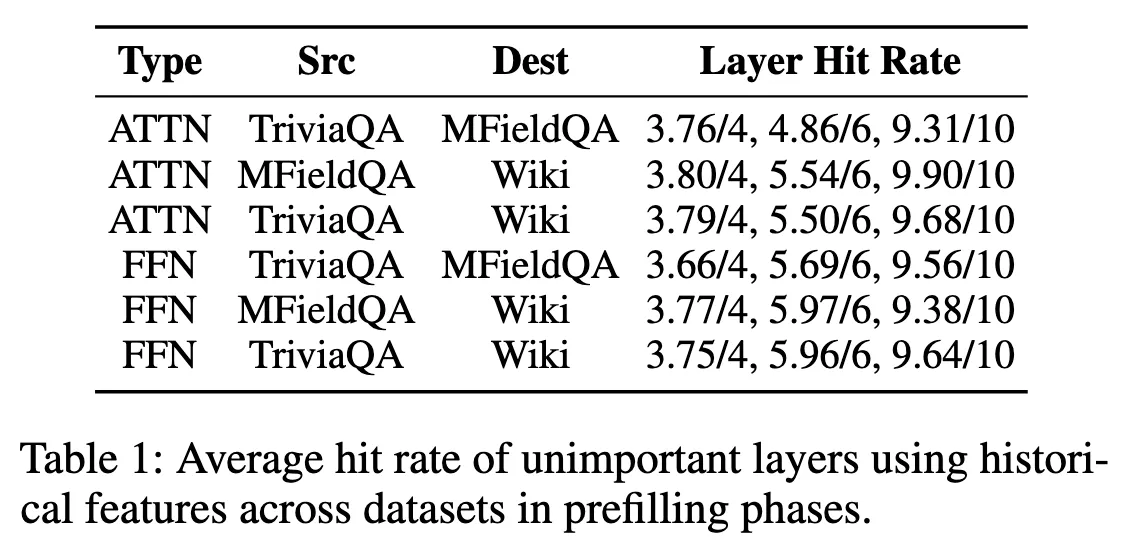 Type Src Dest Layer Hit Rate
ATTN TriviaQA MFieldQA 3.76/4, 4.86/6, 9.31/10
ATTN MFieldQA Wiki 3.80/4, 5.54/6, 9.90/10
ATTN TriviaQA Wiki 3.79/4, 5.50/6, 9.68/10
FFN TriviaQA MFieldQA 3.66/4, 5.69/6, 9.56/10
FFN MFieldQA Wiki 3.77/4, 5.97/6, 9.38/10
FFN TriviaQA Wiki 3.75/4, 5.96/6, 9.64/10
Table 1: Average hit rate of unimportant layers using histori-
cal features across datasets in prefilling phases.